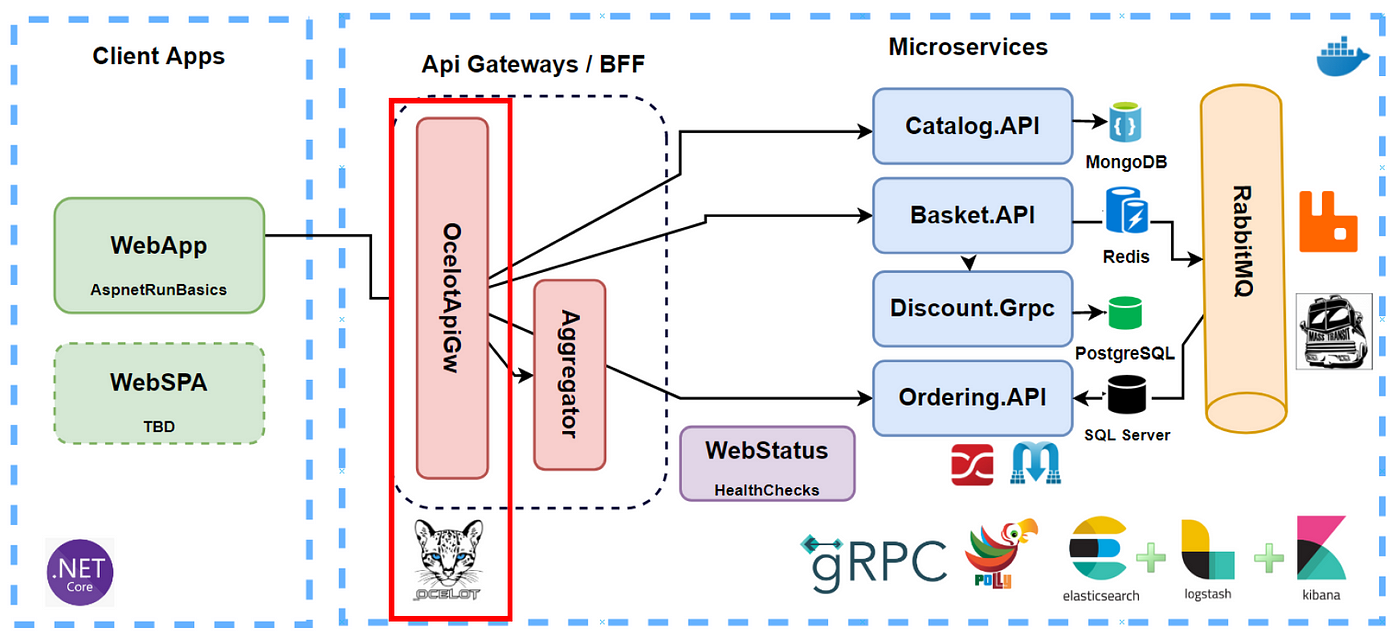 Client Apps
Api Gateways / BFF
Microservices
WebApp
AspnetRunBasics
WebSPA
TBD
.NET
Core
OcelotApiGw
Aggregator
OCELOT
Catalog.API
MongoDB
Basket.API
Redis
Discount.Grpc
PostgreSQL
Ordering.API
SQL Server
RabbitMQ
MASS TRANSIT
WebStatus
HealthChecks
gRPC
POLLY
elasticsearch
logstash
kibana